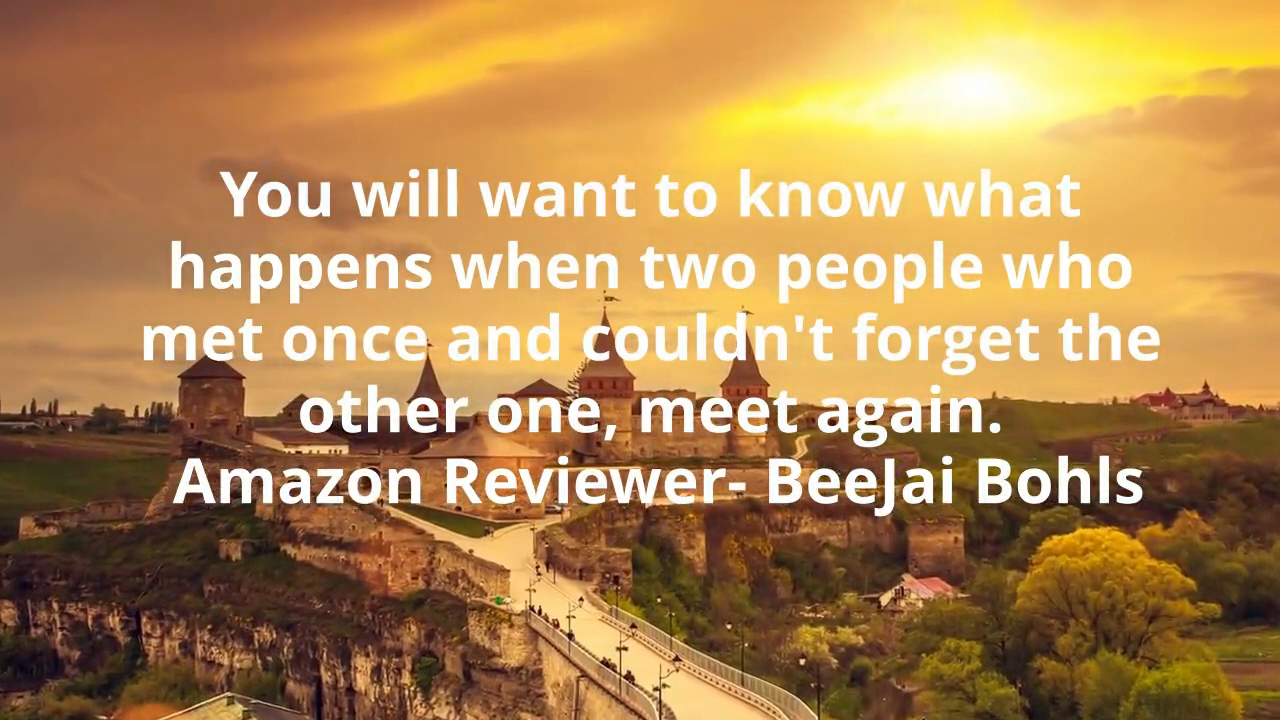 You will want to know what
happens when two people who
met once and couldn't forget the
other one, meet again.
Amazon Reviewer- BeeJai Bohls